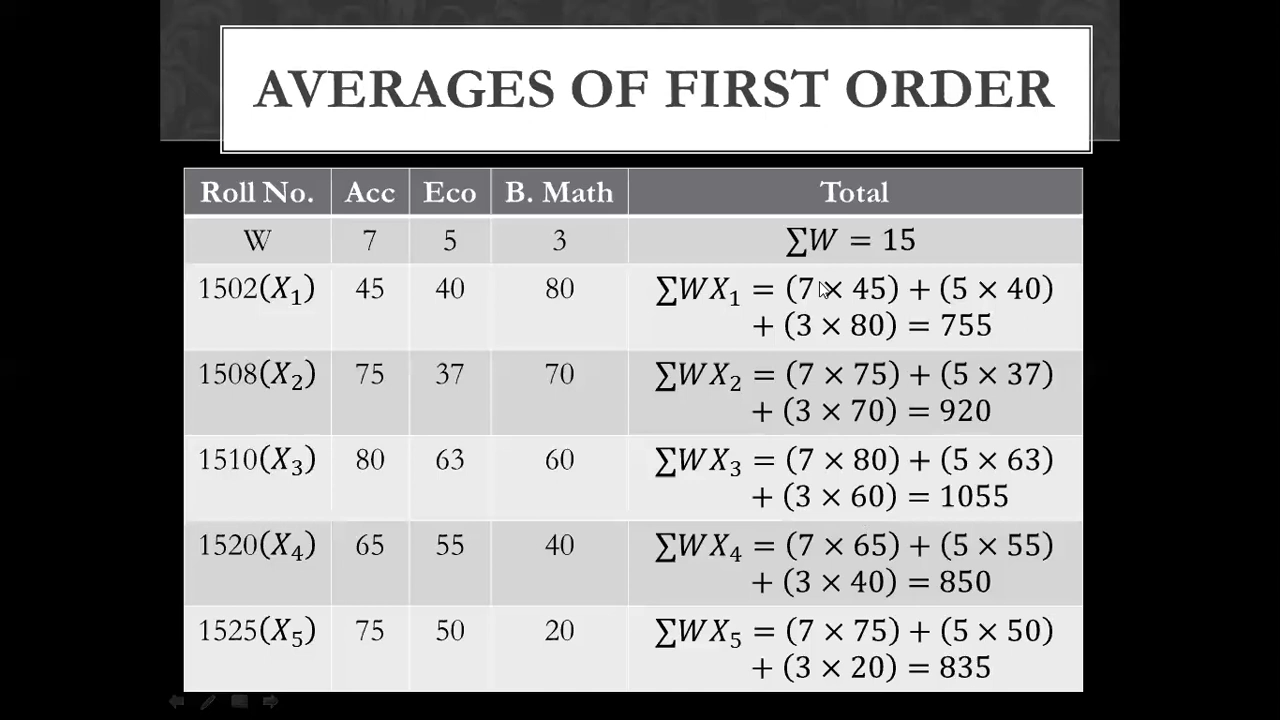 AVERAGES OF FIRST ORDER
Roll No. Acc Eco B. Math Total
W 7 5 3 ∑W = 15
1502(X₁) 45 40 80 ∑WX₁ = (7 × 45) + (5 × 40)
+ (3 × 80) = 755
1508(X₂) 75 37 70 ∑WX₂ = (7 × 75) + (5 × 37)
+ (3 × 70) = 920
1510(X₃) 80 63 60 ∑WX₃ = (7 × 80) + (5 × 63)
+ (3 × 60) = 1055
1520(X₄) 65 55 40 ∑WX₄ = (7 × 65) + (5 × 55)
+ (3 × 40) = 850
1525(X₅) 75 50 20 ∑WX₅ = (7 × 75) + (5 × 50)
+ (3 × 20) = 835